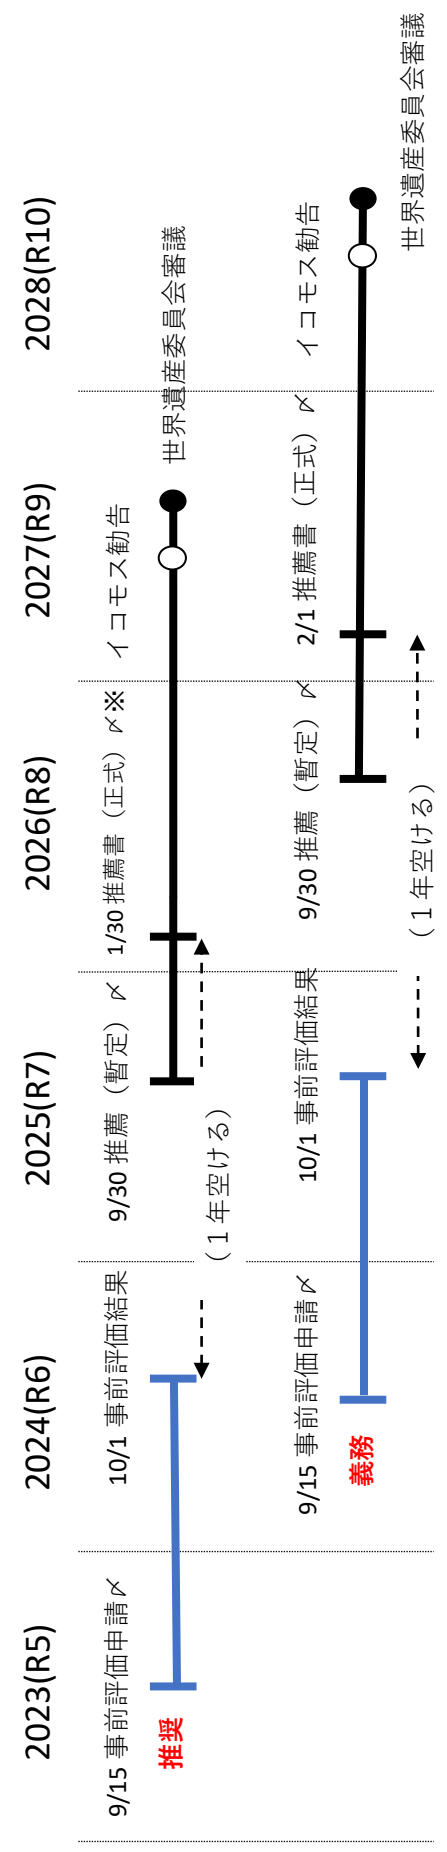 2023(R5)
2024(R6)
2025(R7)
2026(R8)
2027(R9)
2028(R10)
9/15 事前評価申請〆
10/1 事前評価結果
9/30 推薦（暫定）〆
1/30 推薦書（正式）〆※
イコモス勧告
世界遺産委員会審議
推奨
（１年空ける）
9/15 事前評価申請〆
10/1 事前評価結果
9/30 推薦（暫定）〆
2/1 推薦書（正式）〆
イコモス勧告
義務
（１年空ける）
世界遺産委員会審議